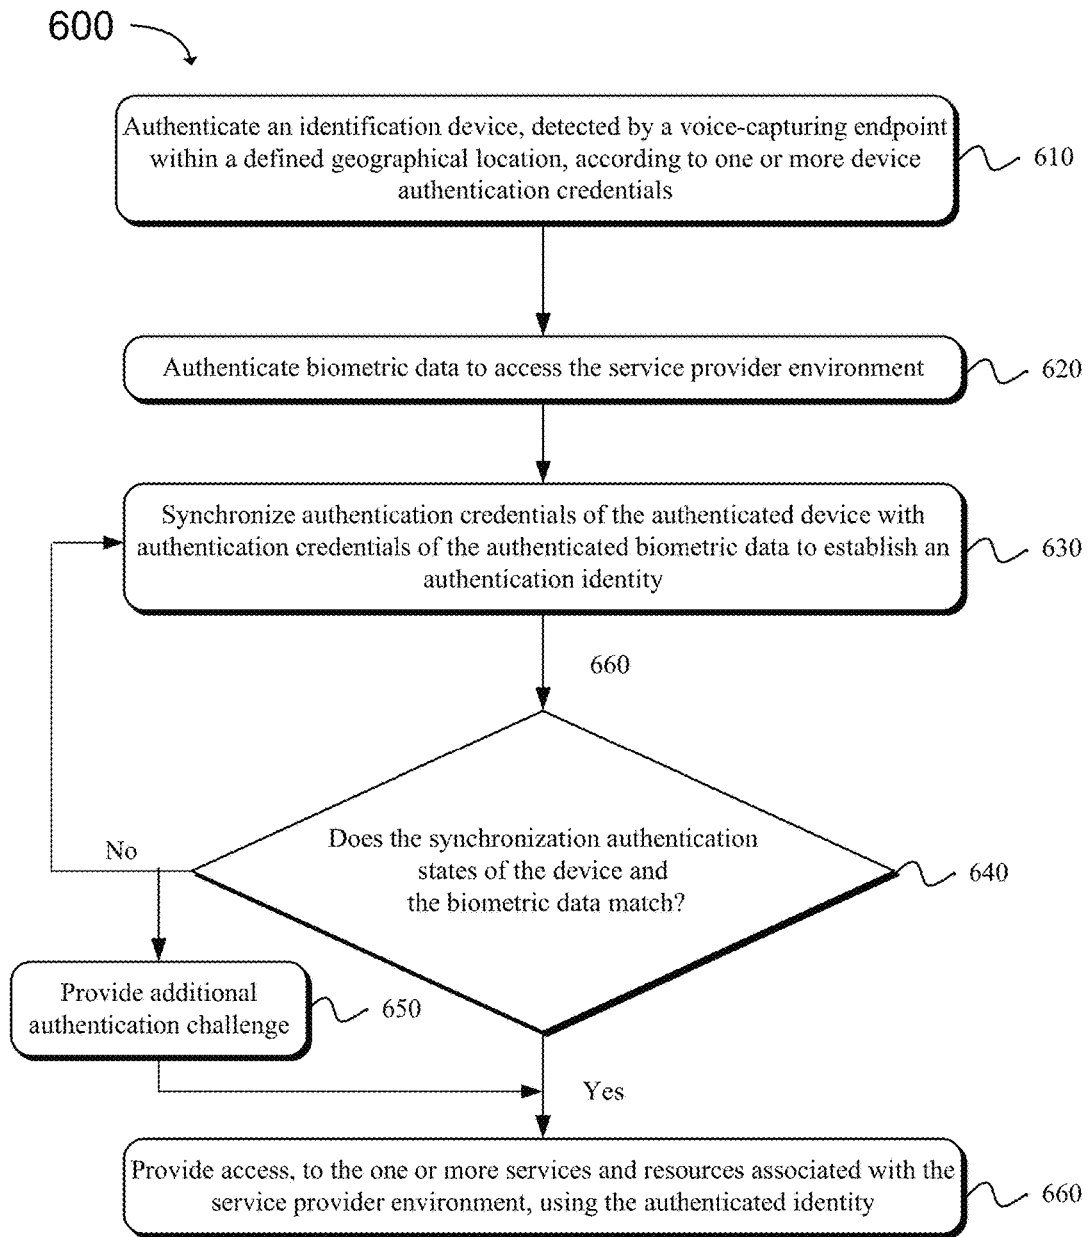 600
Authenticate an identification device, detected by a voice-capturing endpoint
within a defined geographical location, according to one or more device
authentication credentials
610
Authenticate biometric data to access the service provider environment
620
Synchronize authentication credentials of the authenticated device with
authentication credentials of the authenticated biometric data to establish an
authentication identity
630
660
Does the synchronization authentication
states of the device and
the biometric data match?
640
No
Provide additional
authentication challenge
650
Yes
Provide access, to the one or more services and resources associated with the
service provider environment, using the authenticated identity
660